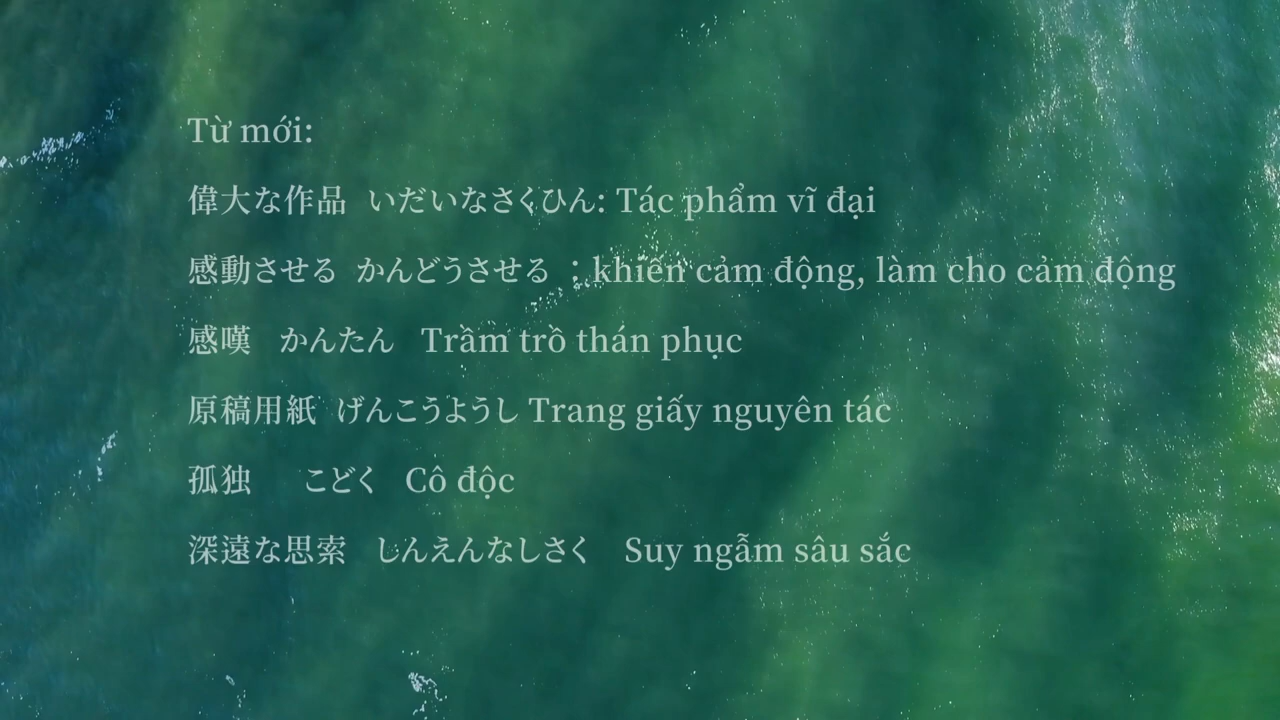 Từ mới:
偉大な作品 いだいなさくひん: Tác phẩm vĩ đại
感動させる かんどうさせる ：khiến cảm động, làm cho cảm động
感嘆 かんたん Trầm trồ thán phục
原稿用紙 げんこうようし Trang giấy nguyên tác
孤独 こどく Cô độc
深遠な思索 しんえんなしさく Suy ngẫm sâu sắc